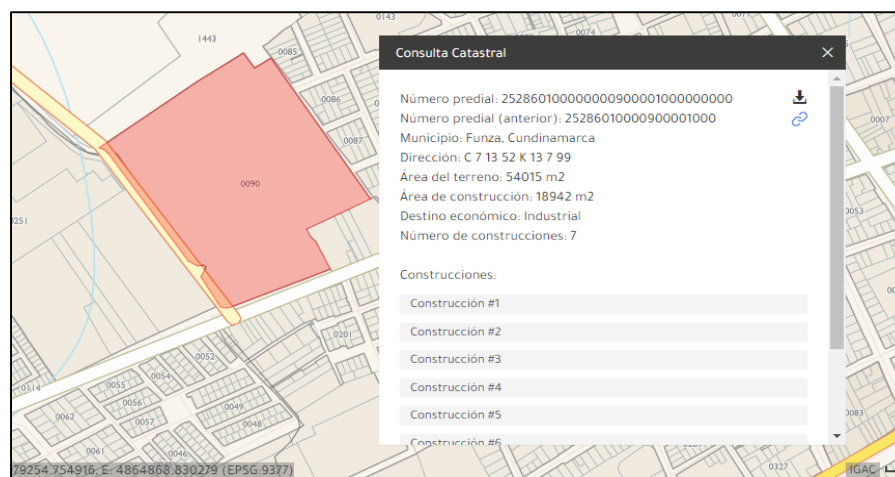 Consulta Catastral
Número predial: 252860100000000900001000000000
Número predial (anterior): 25286010000900001000
Municipio: Funza, Cundinamarca
Dirección: C 7 13 52 K 13 7 99
Área del terreno: 54015 m2
Área de construcción: 18942 m2
Destino económico: Industrial
Número de construcciones: 7
Construcciones:
Construcción #1
Construcción #2
Construcción #3
Construcción #4
Construcción #5
Construcción #6
1443
0143
0074
0085
0086
0087
0007
0090
0251
0053
0201
0052
0054
0055
0114
0056
0049
0062
0057
0048
0083
0061
0046
0327
79254.754916, E: 4864868.830279 (EPSG:9377)
IGAC